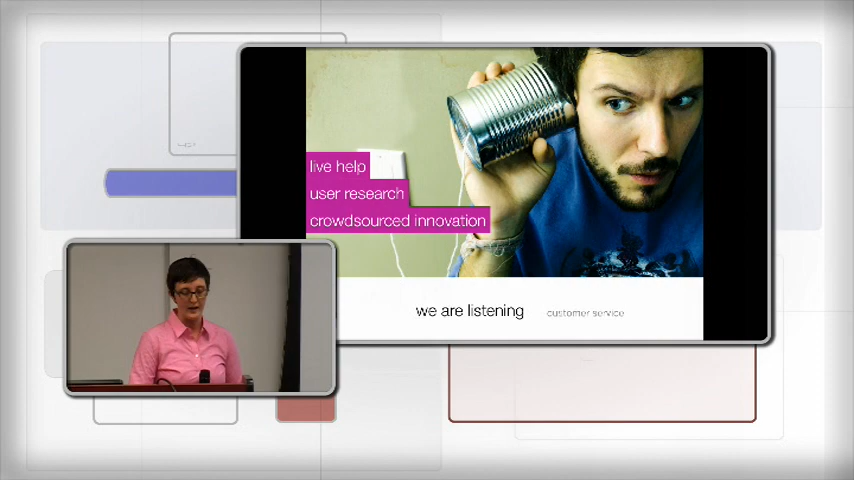 live help
user research
crowdsourced innovation
we are listening customer service